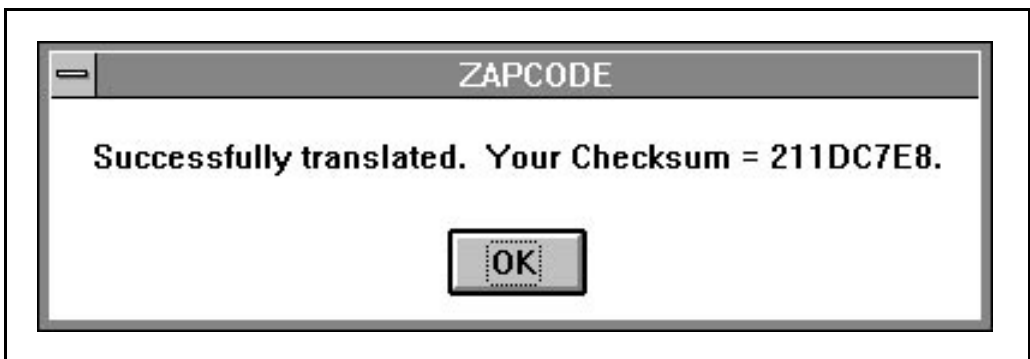 ZAPCODE
Successfully translated.  Your Checksum = 211DC7E8.
OK